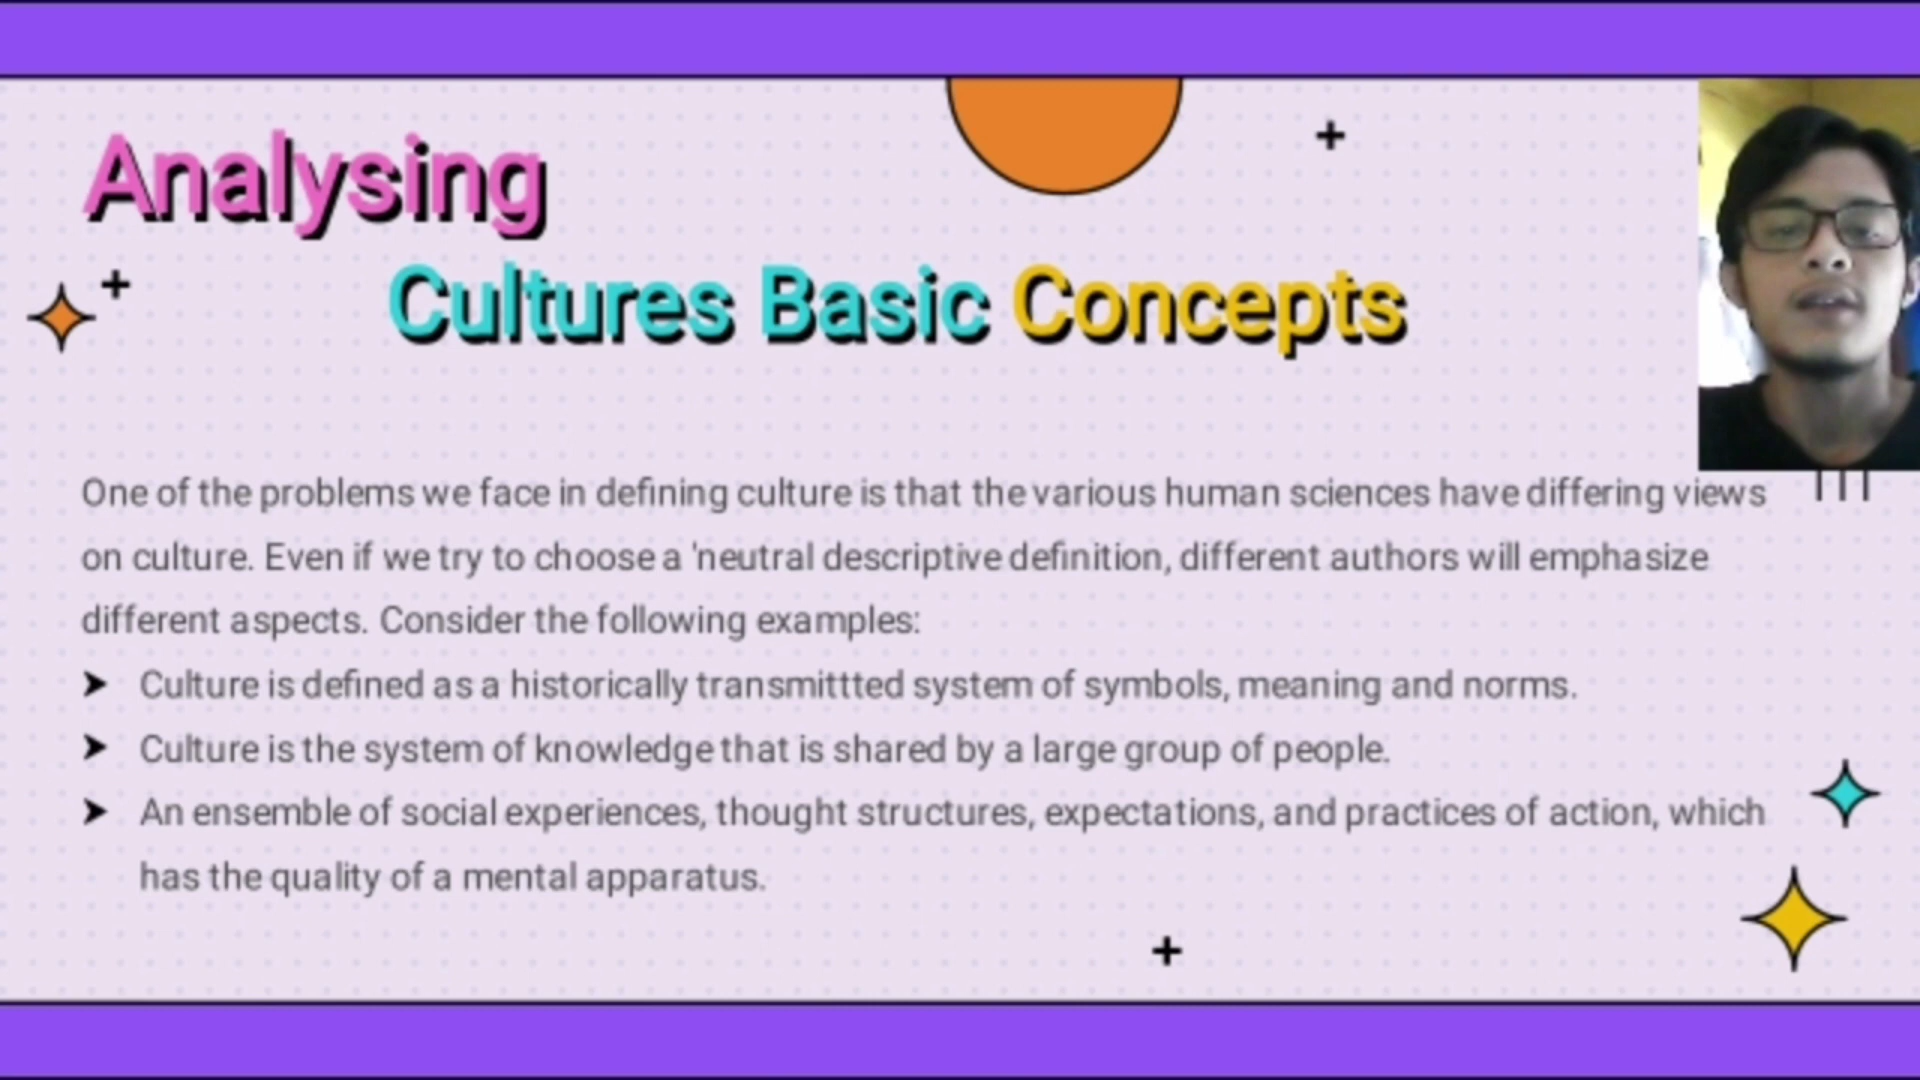 Analysing
Cultures Basic Concepts
One of the problems we face in defining culture is that the various human sciences have differing views
on culture. Even if we try to choose a 'neutral descriptive definition, different authors will emphasize
different aspects. Consider the following examples:
➤ Culture is defined as a historically transmittted system of symbols, meaning and norms.
➤ Culture is the system of knowledge that is shared by a large group of people.
➤ An ensemble of social experiences, thought structures, expectations, and practices of action, which
has the quality of a mental apparatus.